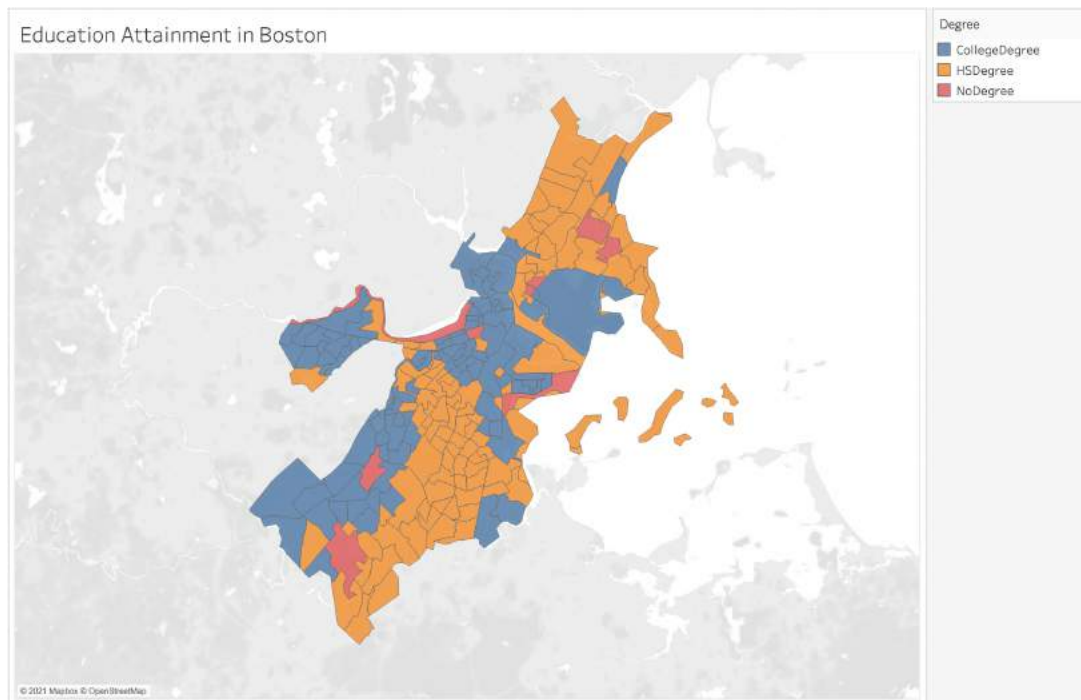 Education Attainment in Boston
Degree
CollegeDegree
HSDegree
NoDegree
© 2021 Mapbox © OpenStreetMap